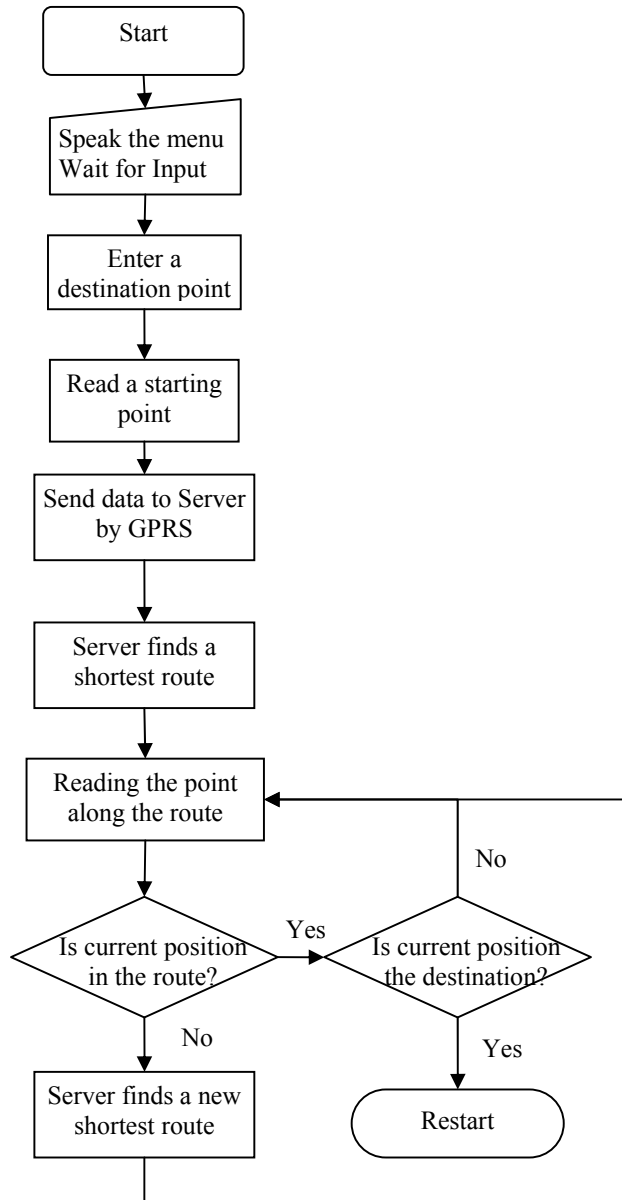 Start
Speak the menu
Wait for Input
Enter a
destination point
Read a starting
point
Send data to Server
by GPRS
Server finds a
shortest route
Reading the point
along the route
No
Is current position
in the route?
Yes
Is current position
the destination?
No
Yes
Server finds a new
shortest route
Restart